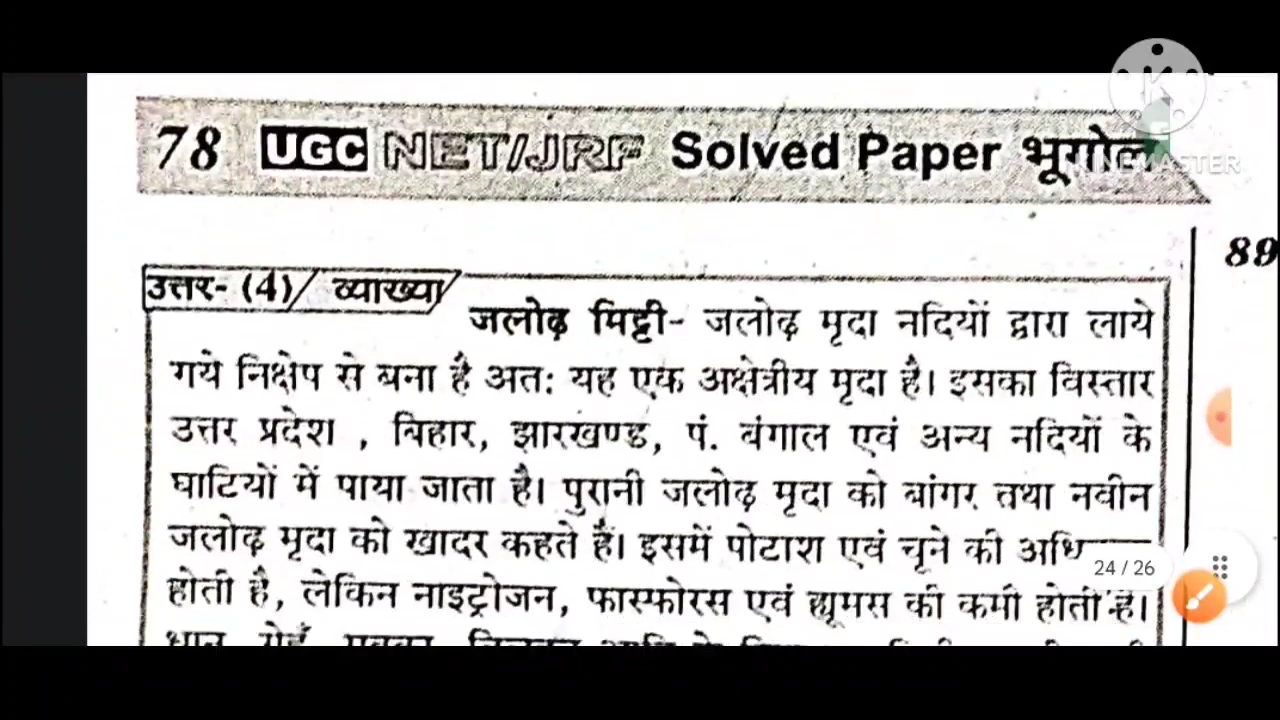 78 UGC NET/JRF Solved Paper भूगोल
KINEMASTER
89
उत्तर- (4) व्याख्या
जलोढ़ मिट्टी- जलोढ़ मृदा नदियों द्वारा लाये
गये निक्षेप से बना है अत: यह एक अक्षेत्रीय मृदा है। इसका विस्तार
उत्तर प्रदेश , बिहार, झारखण्ड, पं. बंगाल एवं अन्य नदियों के
घाटियों में पाया जाता है। पुरानी जलोढ़ मृदा को बांगर तथा नवीन
जलोढ़ मृदा को खादर कहते हैं। इसमें पोटाश एवं चूने की
24 / 26
होती है, लेकिन नाइट्रोजन, फास्फोरस एवं ह्यूमस की कमी होती है।